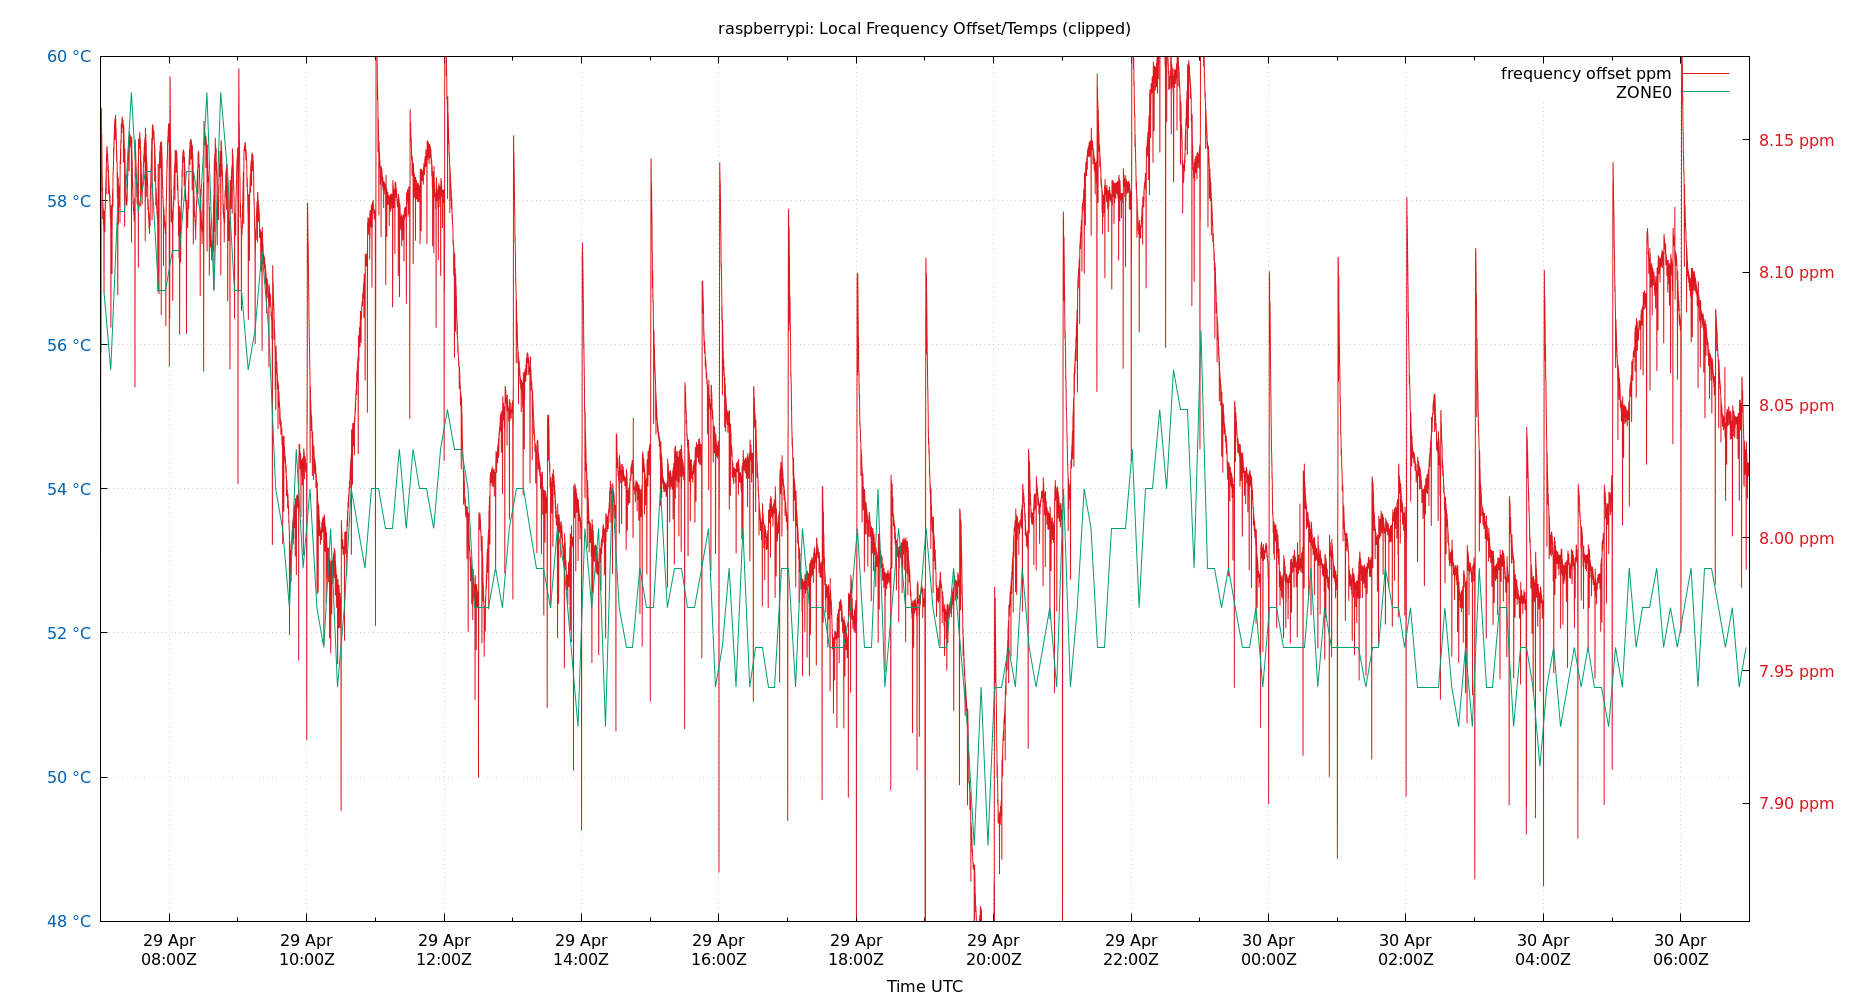 raspberrypi: Local Frequency Offset/Temps (clipped)
60 °C
58 °C
56 °C
54 °C
52 °C
50 °C
48 °C
frequency offset ppm
ZONE0
8.15 ppm
8.10 ppm
8.05 ppm
8.00 ppm
7.95 ppm
7.90 ppm
29 Apr 29 Apr 29 Apr 29 Apr 29 Apr 29 Apr 29 Apr 29 Apr 30 Apr 30 Apr 30 Apr 30 Apr
08:00Z 10:00Z 12:00Z 14:00Z 16:00Z 18:00Z 20:00Z 22:00Z 00:00Z 02:00Z 04:00Z 06:00Z
Time UTC